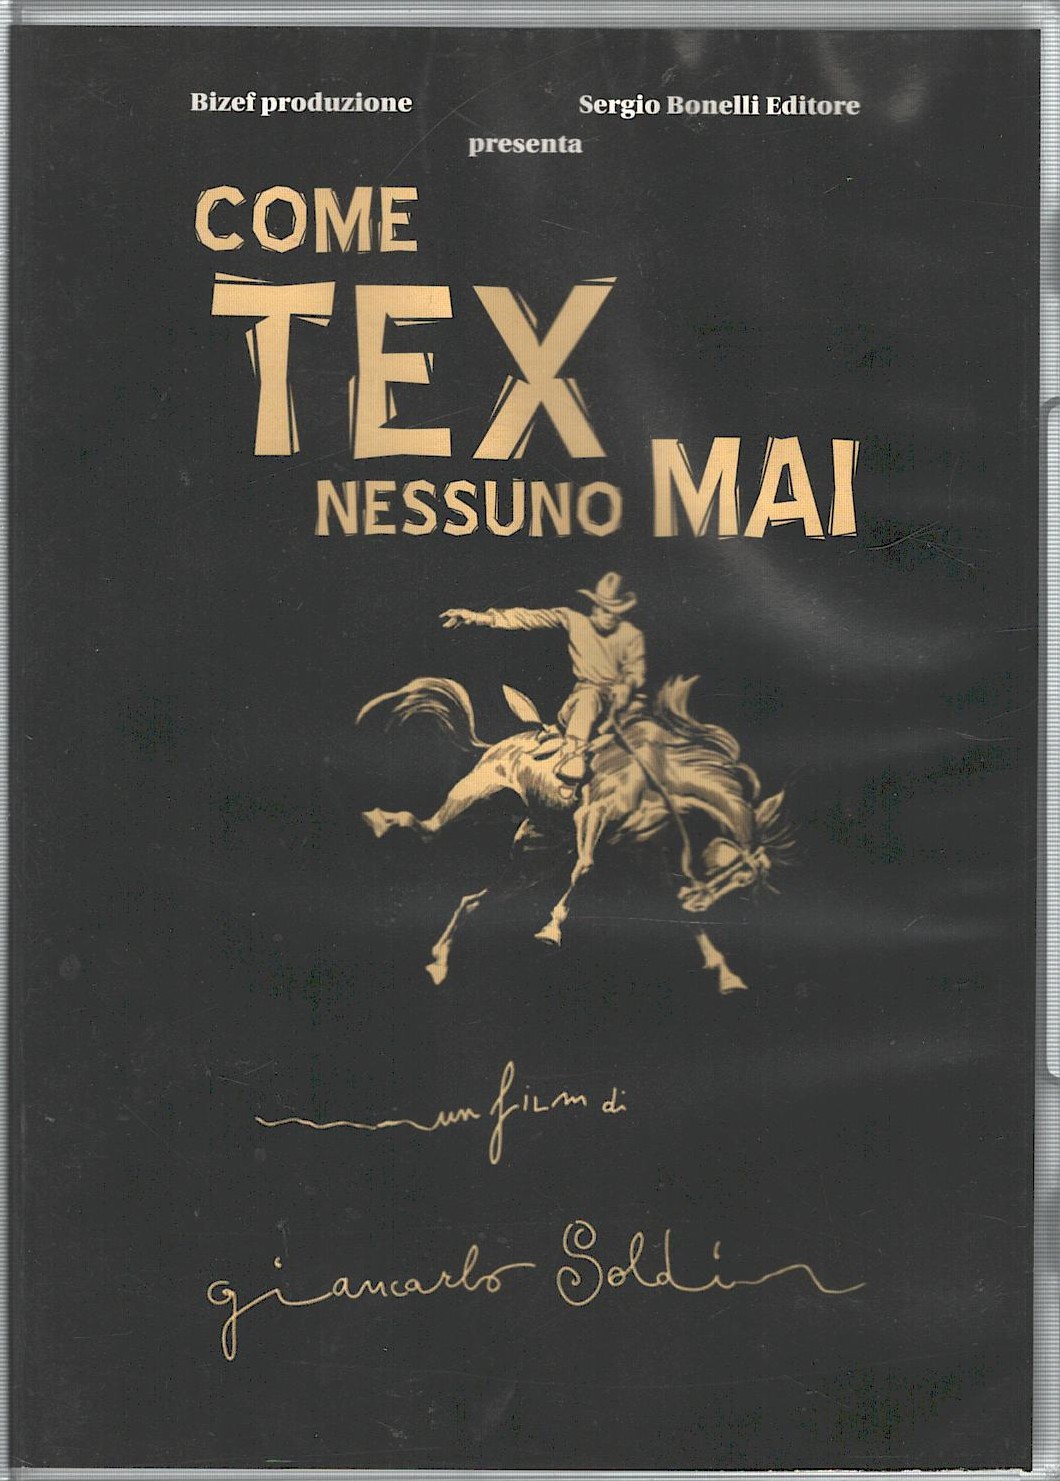 Bizef produzione Sergio Bonelli Editore
presenta
COME
TEX
NESSUNO MAI
un film di
giancarlo Soldi